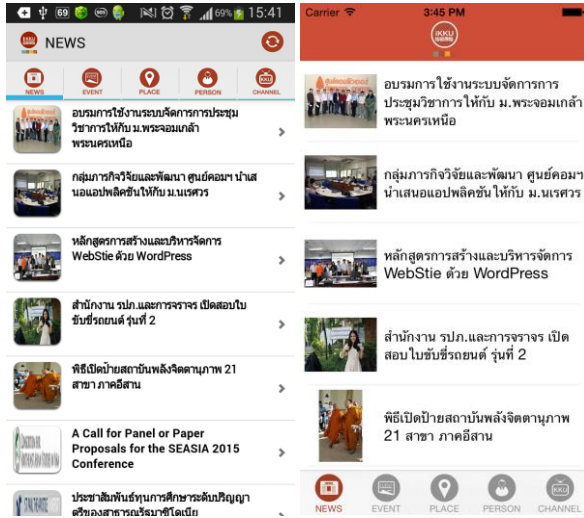 69
69%
15:41
NEWS
NEWS
EVENT
PLACE
PERSON
CHANNEL
อบรมการใช้งานระบบจัดการการประชุม
วิชาการให้กับ ม.พระจอมเกล้า
พระนครเหนือ
กลุ่มภารกิจวิจัยและพัฒนา ศูนย์คอมฯ นำเส
นอแอปพลิคชันให้กับ ม.นเรศวร
หลักสูตรการสร้างและบริหารจัดการ
WebStie ด้วย WordPress
สำนักงาน รปภ.และการจราจร เปิดสอบใบ
ขับขี่รถยนต์ รุ่นที่ 2
พิธีเปิดป้ายสถาบันพลังจิตตานุภาพ 21
สาขา ภาคอีสาน
A Call for Panel or Paper
Proposals for the SEASIA 2015
Conference
ประชาสัมพันธ์ทุนการศึกษาระดับปริญญา
ตรีของสาธารณรัฐมาซิโดเนีย
Carrier
3:45 PM
IKKU
อบรมการใช้งานระบบจัดการการ
ประชุมวิชาการให้กับ ม.พระจอมเกล้า
พระนครเหนือ
กลุ่มภารกิจวิจัยและพัฒนา ศูนย์คอมฯ
นำเสนอแอปพลิคชันให้กับ ม.นเรศวร
หลักสูตรการสร้างและบริหารจัดการ
WebStie ด้วย WordPress
สำนักงาน รปภ.และการจราจร เปิด
สอบใบขับขี่รถยนต์ รุ่นที่ 2
พิธีเปิดป้ายสถาบันพลังจิตตานุภาพ
21 สาขา ภาคอีสาน
NEWS
EVENT
PLACE
PERSON
CHANNEL